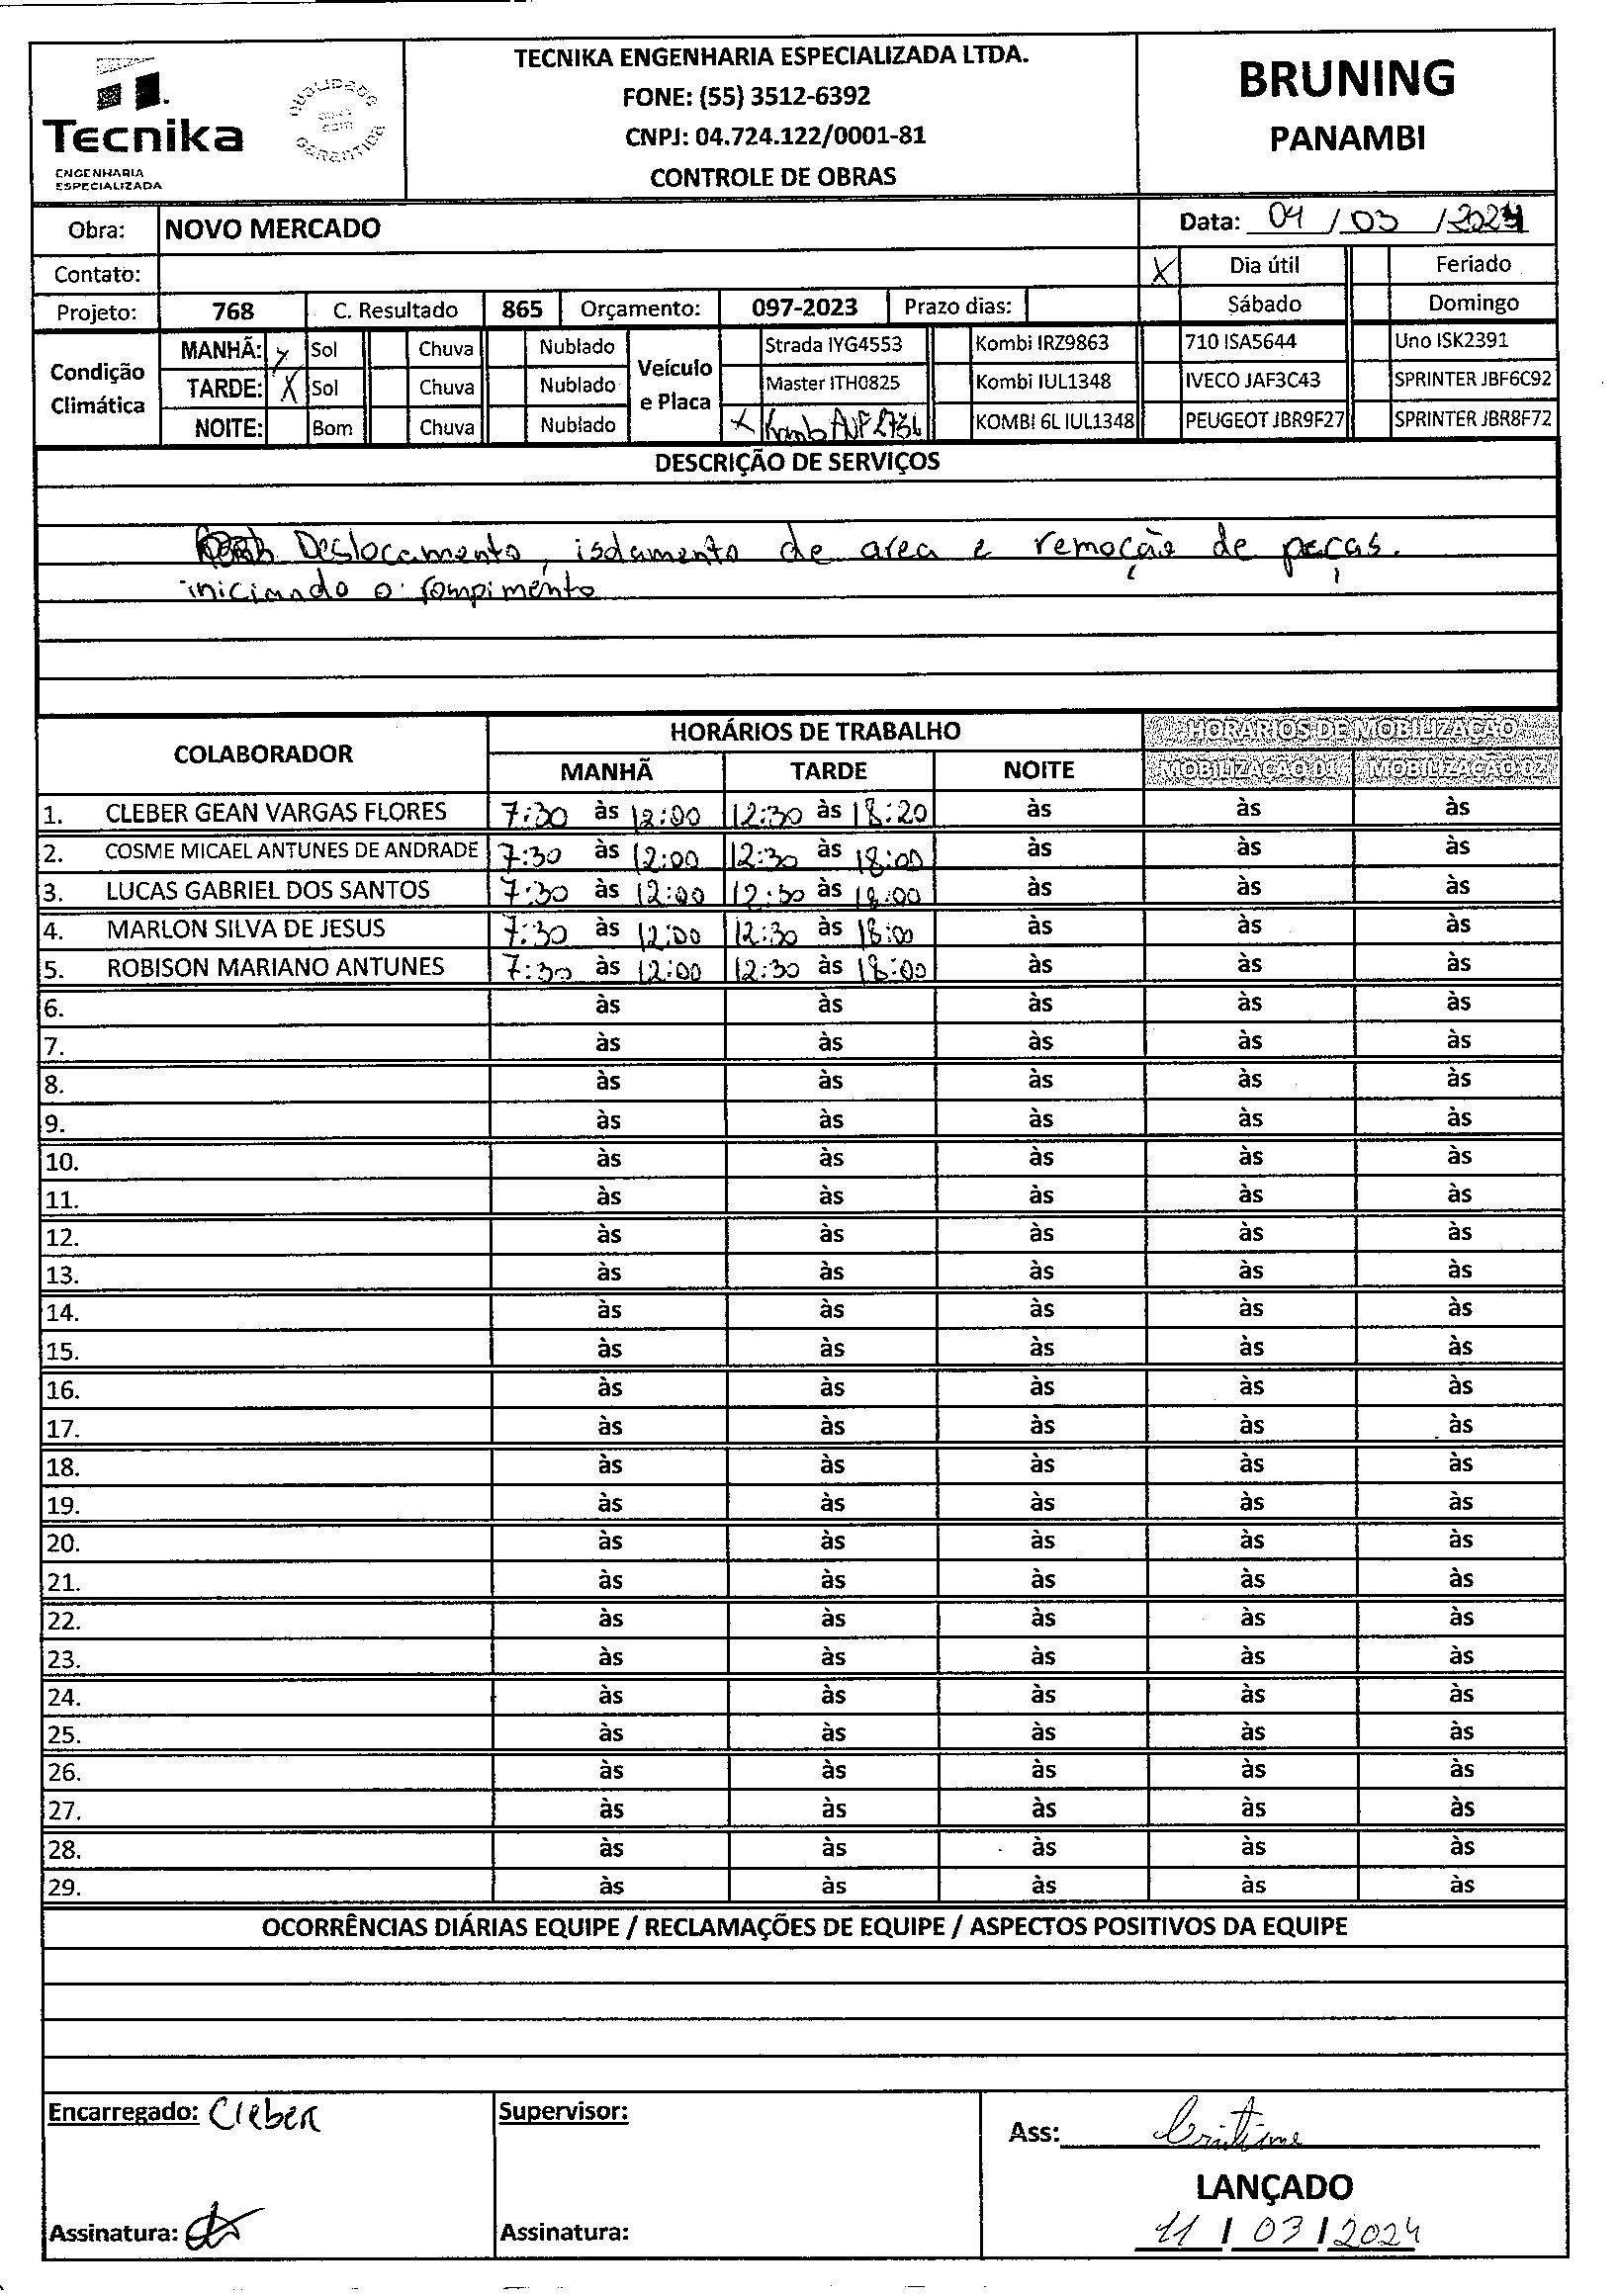 TECNIKA ENGENHARIA ESPECIALIZADA LTDA.
FONE: (55) 3512-6392
CNPJ: 04.724.122/0001-81
CONTROLE DE OBRAS
Tecnika
ENGENHARIA
ESPECIALIZADA
QUALIDADE
COM
GARANTIDA
BRUNING
PANAMBI
Obra: NOVO MERCADO
Data: 04 / 03 / 2024
Contato:
X Dia útil Feriado
Projeto: 768 C. Resultado 865 Orçamento: 097-2023 Prazo dias: Sábado Domingo
Condição Climática
MANHÃ: X Sol Chuva Nublado
TARDE: X Sol Chuva Nublado
NOITE: Bom Chuva Nublado
Veículo e Placa
Strada IYG4553 Kombi IRZ9863 710 ISA5644 Uno ISK2391
Master ITH0825 Kombi IUL1348 IVECO JAF3C43 SPRINTER JBF6C92
X KOMBI 6L IUL1348 PEUGEOT JBR9F27 SPRINTER JBR8F72
DESCRIÇÃO DE SERVIÇOS
Deslocamento, isolamento de area e remoção de peças.
iniciando o rompimento
COLABORADOR HORÁRIOS DE TRABALHO HORÁRIOS DE MOBILIZAÇÃO
MANHÃ TARDE NOITE MOBILIZAÇÃO 01 MOBILIZAÇÃO 02
1. CLEBER GEAN VARGAS FLORES 7:30 às 12:00 12:30 às 18:20 às às às
2. COSME MICAEL ANTUNES DE ANDRADE 7:30 às 12:00 12:30 às 18:00 às às às
3. LUCAS GABRIEL DOS SANTOS 7:30 às 12:00 12:30 às 18:00 às às às
4. MARLON SILVA DE JESUS 7:30 às 12:00 12:30 às 18:00 às às às
5. ROBISON MARIANO ANTUNES 7:30 às 12:00 12:30 às 18:00 às às às
6. às às às às às
7. às às às às às
8. às às às às às
9. às às às às às
10. às às às às às
11. às às às às às
12. às às às às às
13. às às às às às
14. às às às às às
15. às às às às às
16. às às às às às
17. às às às às às
18. às às às às às
19. às às às às às
20. às às às às às
21. às às às às às
22. às às às às às
23. às às às às às
24. às às às às às
25. às às às às às
26. às às às às às
27. às às às às às
28. às às às às às
29. às às às às às
OCORRÊNCIAS DIÁRIAS EQUIPE / RECLAMAÇÕES DE EQUIPE / ASPECTOS POSITIVOS DA EQUIPE
Encarregado: Cleber
Supervisor:
Ass: Cristiane
LANÇADO
Assinatura:
Assinatura:
11 / 03 / 2024